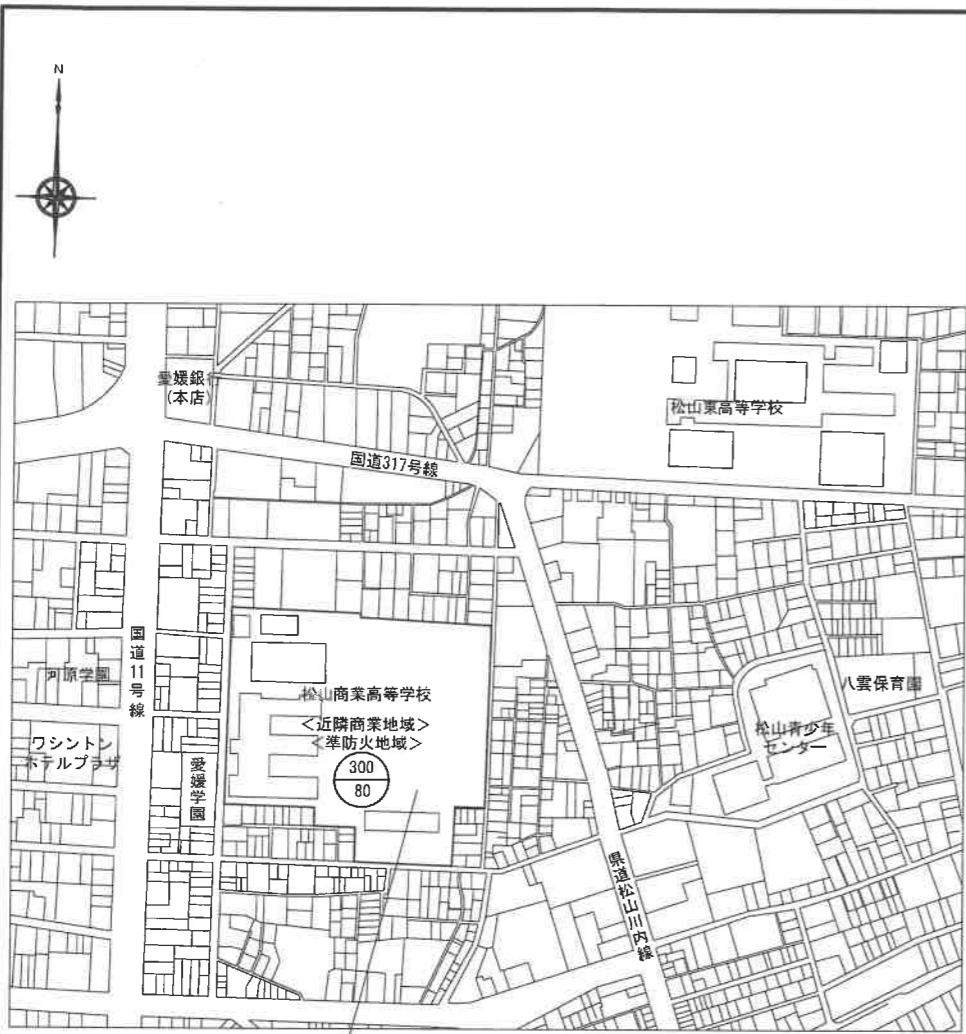 N
愛媛銀行
(本店)
松山東高等学校
国道317号線
国道11号線
河原学園
松山商業高等学校
<近隣商業地域>
<準防火地域>
300
80
八雲保育園
松山青少年
センター
ワシントン
ホテルプラザ
愛媛学園
県道松山川内線